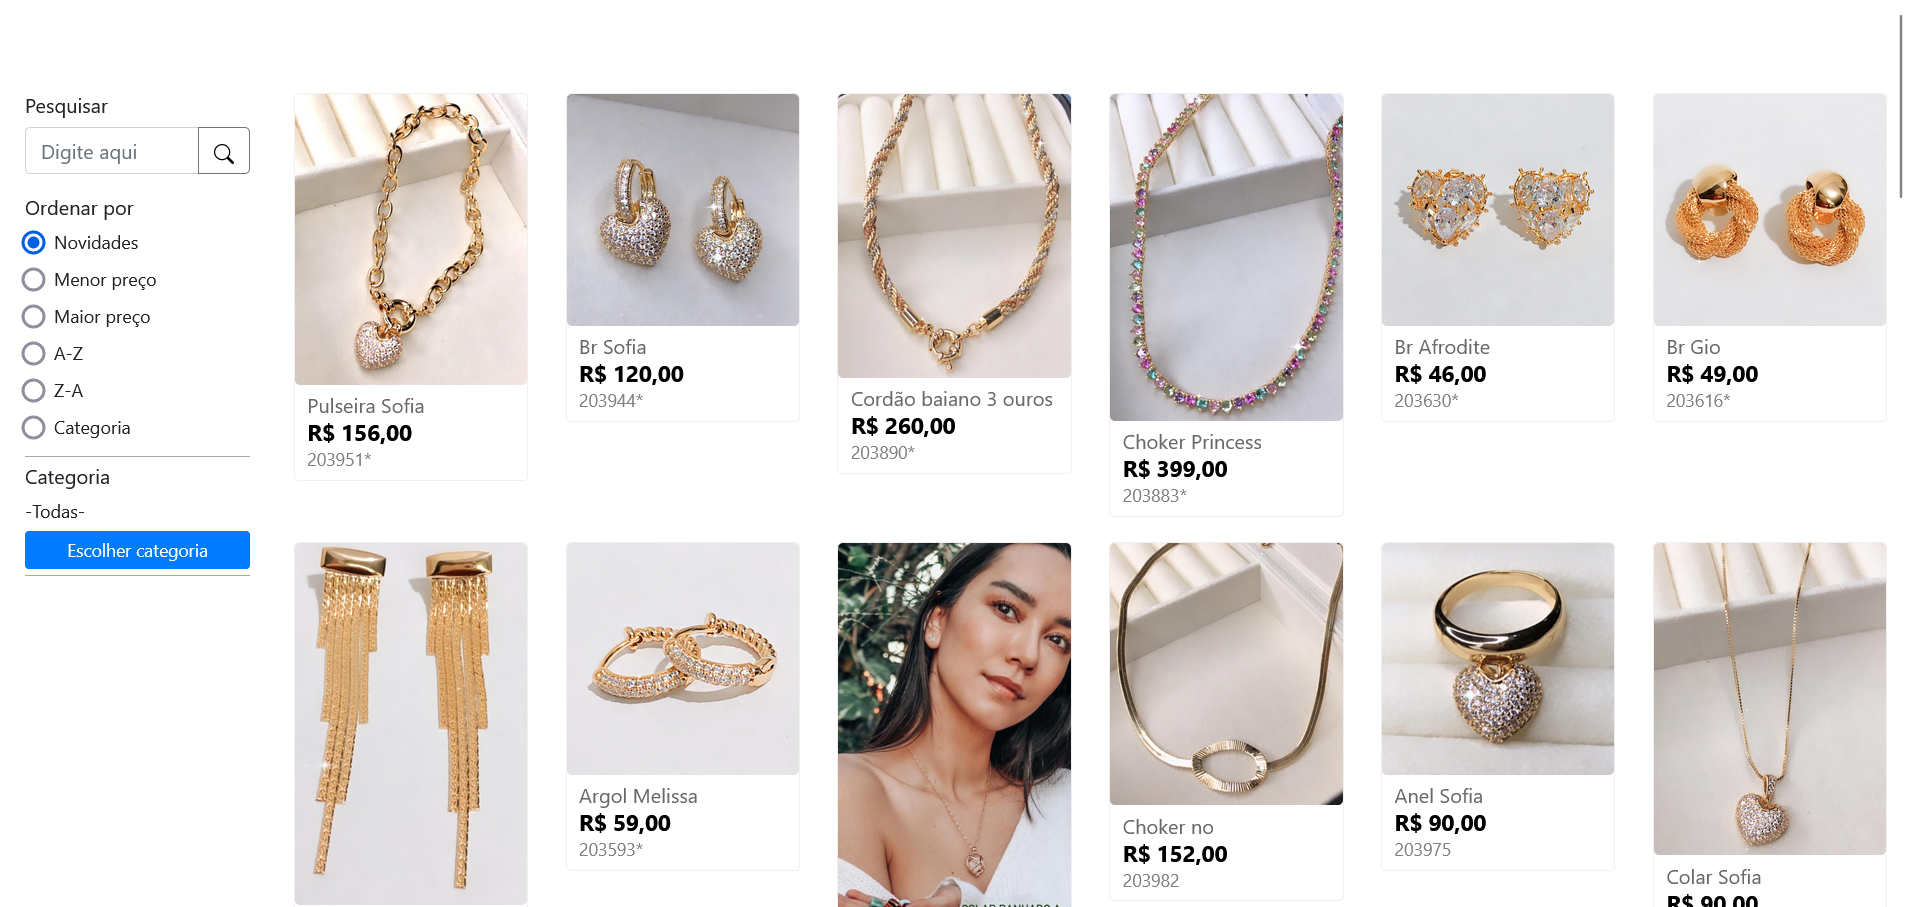 Pesquisar
Digite aqui
Ordenar por
Novidades
Menor preço
Maior preço
A-Z
Z-A
Categoria
Categoria
-Todas-
Escolher categoria
Pulseira Sofia
R$ 156,00
203951*
Br Sofia
R$ 120,00
203944*
Cordão baiano 3 ouros
R$ 260,00
203890*
Choker Princess
R$ 399,00
203883*
Br Afrodite
R$ 46,00
203630*
Br Gio
R$ 49,00
203616*
Argol Melissa
R$ 59,00
203593*
COLAR BANHADO A
Choker no
R$ 152,00
203982
Anel Sofia
R$ 90,00
203975
Colar Sofia
R$ 90,00